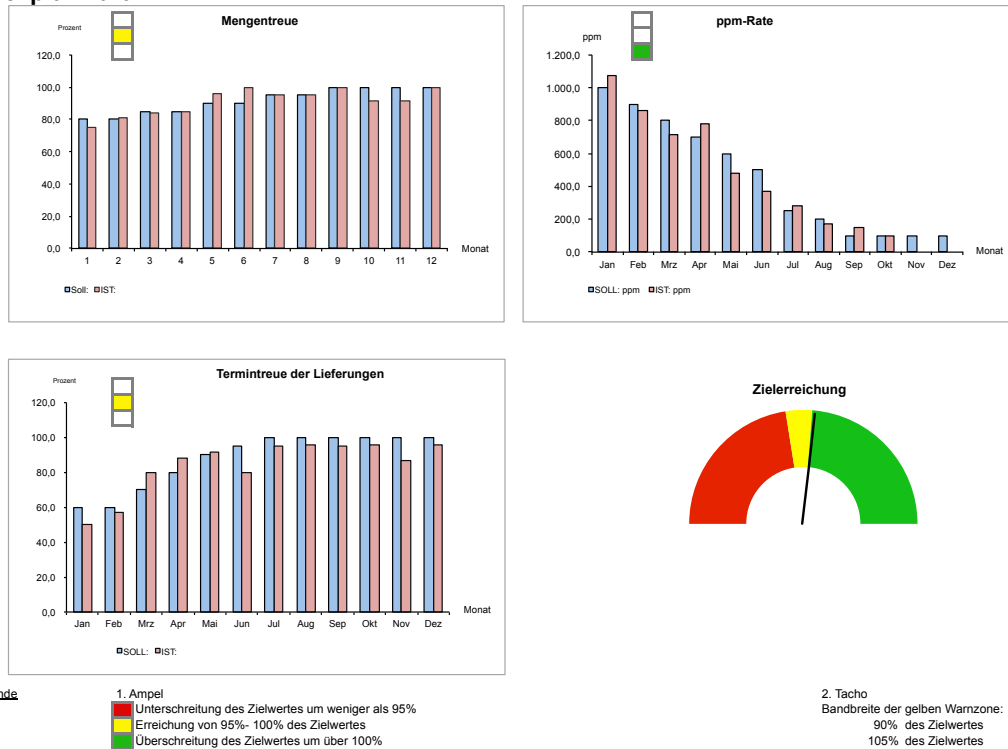 Mengentreue
Prozent
120,0
100,0
80,0
60,0
40,0
20,0
0,0
1 2 3 4 5 6 7 8 9 10 11 12
Monat
Soll: IST:
ppm-Rate
ppm
1.200,0
1.000,0
800,0
600,0
400,0
200,0
0,0
Jan Feb Mrz Apr Mai Jun Jul Aug Sep Okt Nov Dez
Monat
SOLL: ppm IST: ppm
Termintreue der Lieferungen
Prozent
120,0
100,0
80,0
60,0
40,0
20,0
0,0
Jan Feb Mrz Apr Mai Jun Jul Aug Sep Okt Nov Dez
Monat
SOLL: IST:
Zielerreichung
nde
1. Ampel
Unterschreitung des Zielwertes um weniger als 95%
Erreichung von 95%- 100% des Zielwertes
Überschreitung des Zielwertes um über 100%
2. Tacho
Bandbreite der gelben Warnzone:
90% des Zielwertes
105% des Zielwertes